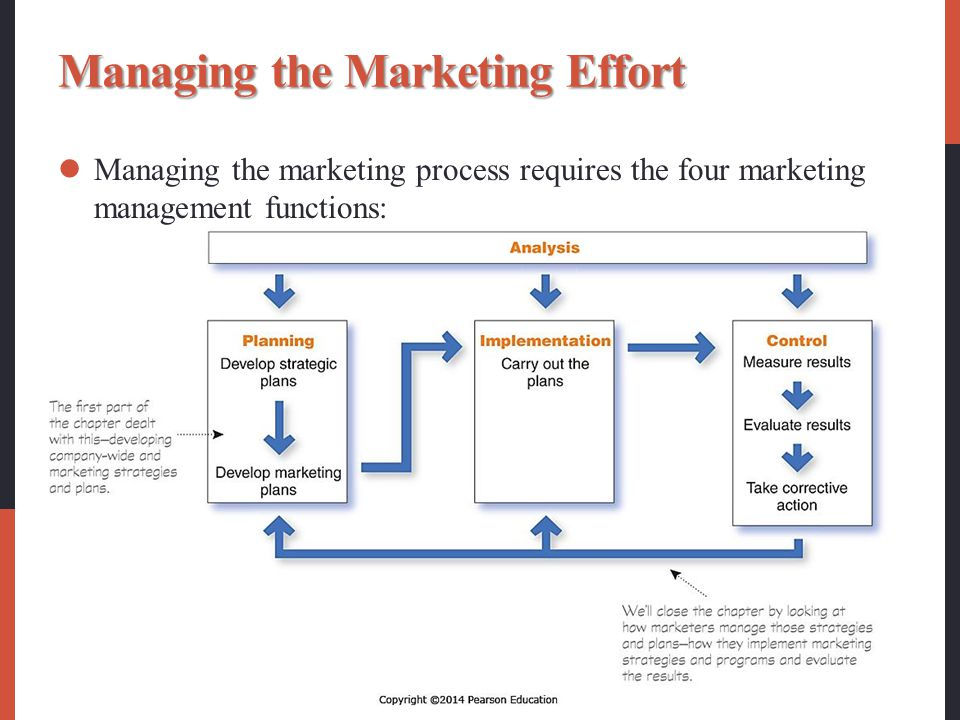 Managing the Marketing Effort
Managing the marketing process requires the four marketing
management functions:
Analysis
Planning
Develop strategic
plans
Develop marketing
plans
Implementation
Carry out the
plans
Control
Measure results
Evaluate results
Take corrective
action
The first part of
the chapter dealt
with this—developing
company-wide and
marketing strategies
and plans.
We'll close the chapter by looking at
how marketers manage those strategies
and plans—how they implement marketing
strategies and programs and evaluate
the results.
Copyright ©2014 Pearson Education